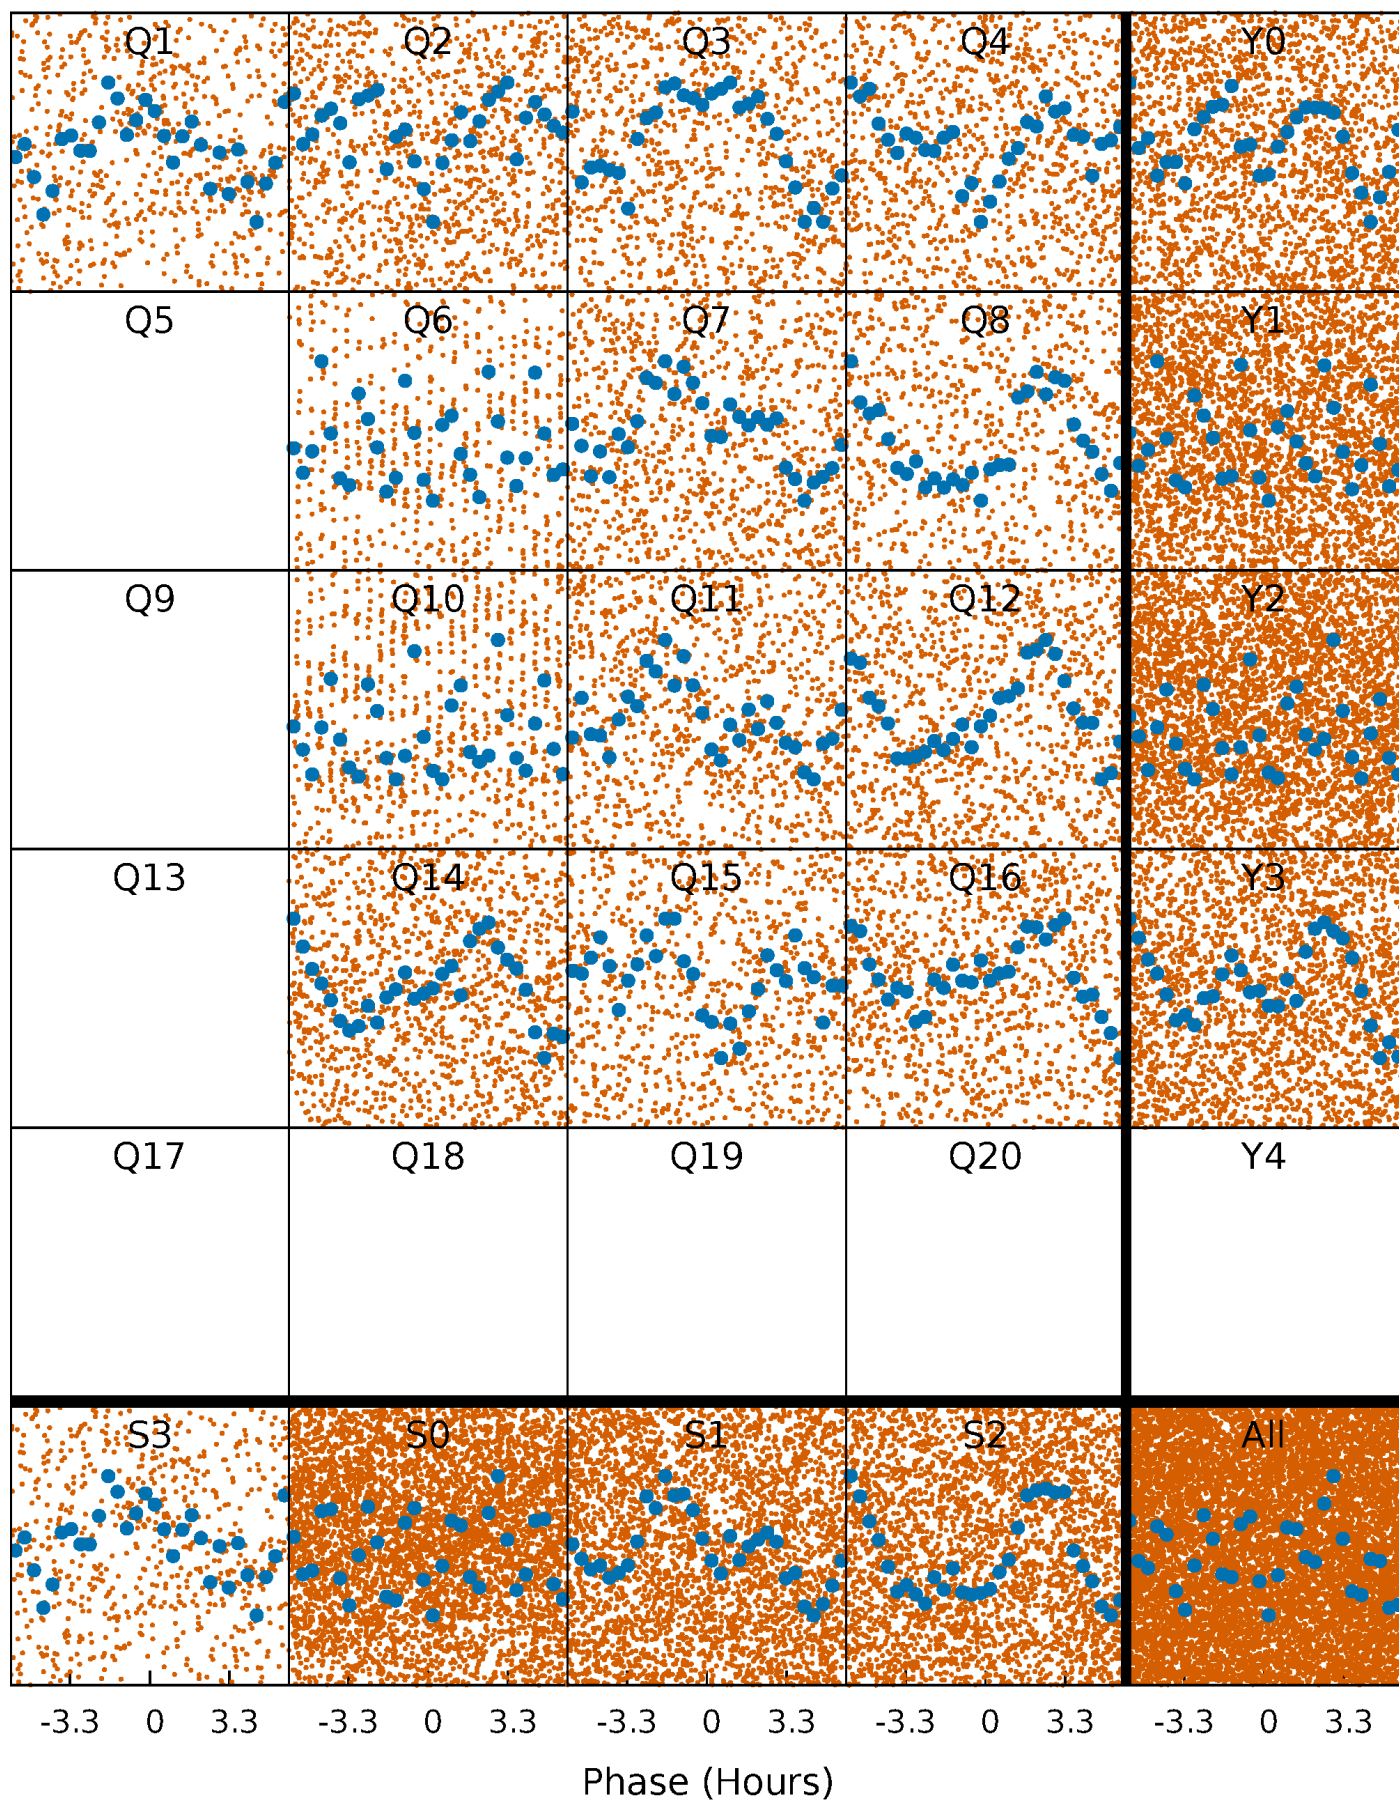 Q1 Q2 Q3 Q4 Y0
Q5 Q6 Q7 Q8 Y1
Q9 Q10 Q11 Q12 Y2
Q13 Q14 Q15 Q16 Y3
Q17 Q18 Q19 Q20 Y4
S3 S0 S1 S2 All
-3.3 0 3.3 -3.3 0 3.3 -3.3 0 3.3 -3.3 0 3.3 -3.3 0 3.3
Phase (Hours)